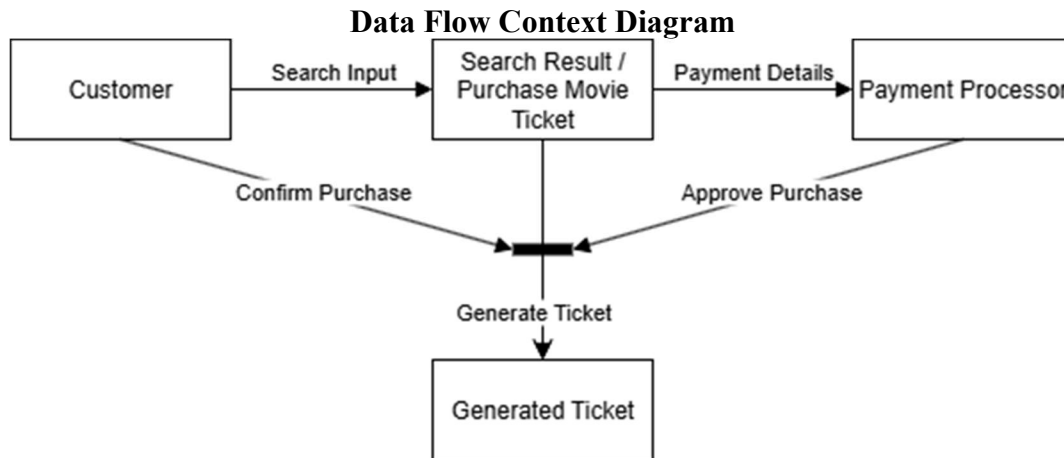 Data Flow Context Diagram
Customer
Search Input
Search Result /
Purchase Movie
Ticket
Payment Details
Payment Processor
Confirm Purchase
Approve Purchase
Generate Ticket
Generated Ticket